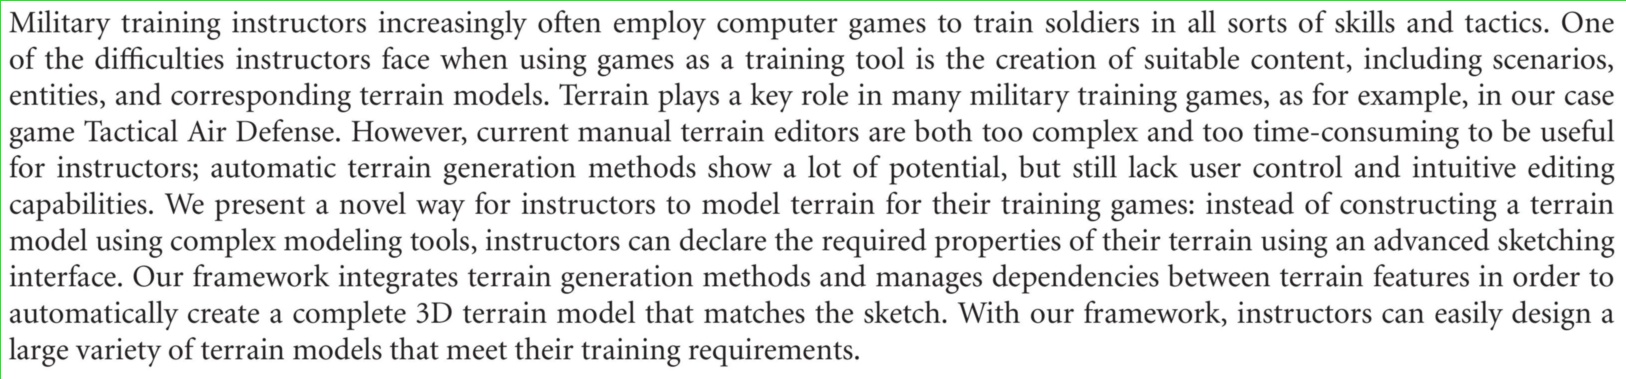 Military training instructors increasingly often employ computer games to train soldiers in all sorts of skills and tactics. One
of the difficulties instructors face when using games as a training tool is the creation of suitable content, including scenarios,
entities, and corresponding terrain models. Terrain plays a key role in many military training games, as for example, in our case
game Tactical Air Defense. However, current manual terrain editors are both too complex and too time-consuming to be useful
for instructors; automatic terrain generation methods show a lot of potential, but still lack user control and intuitive editing
capabilities. We present a novel way for instructors to model terrain for their training games: instead of constructing a terrain
model using complex modeling tools, instructors can declare the required properties of their terrain using an advanced sketching
interface. Our framework integrates terrain generation methods and manages dependencies between terrain features in order to
automatically create a complete 3D terrain model that matches the sketch. With our framework, instructors can easily design a
large variety of terrain models that meet their training requirements.